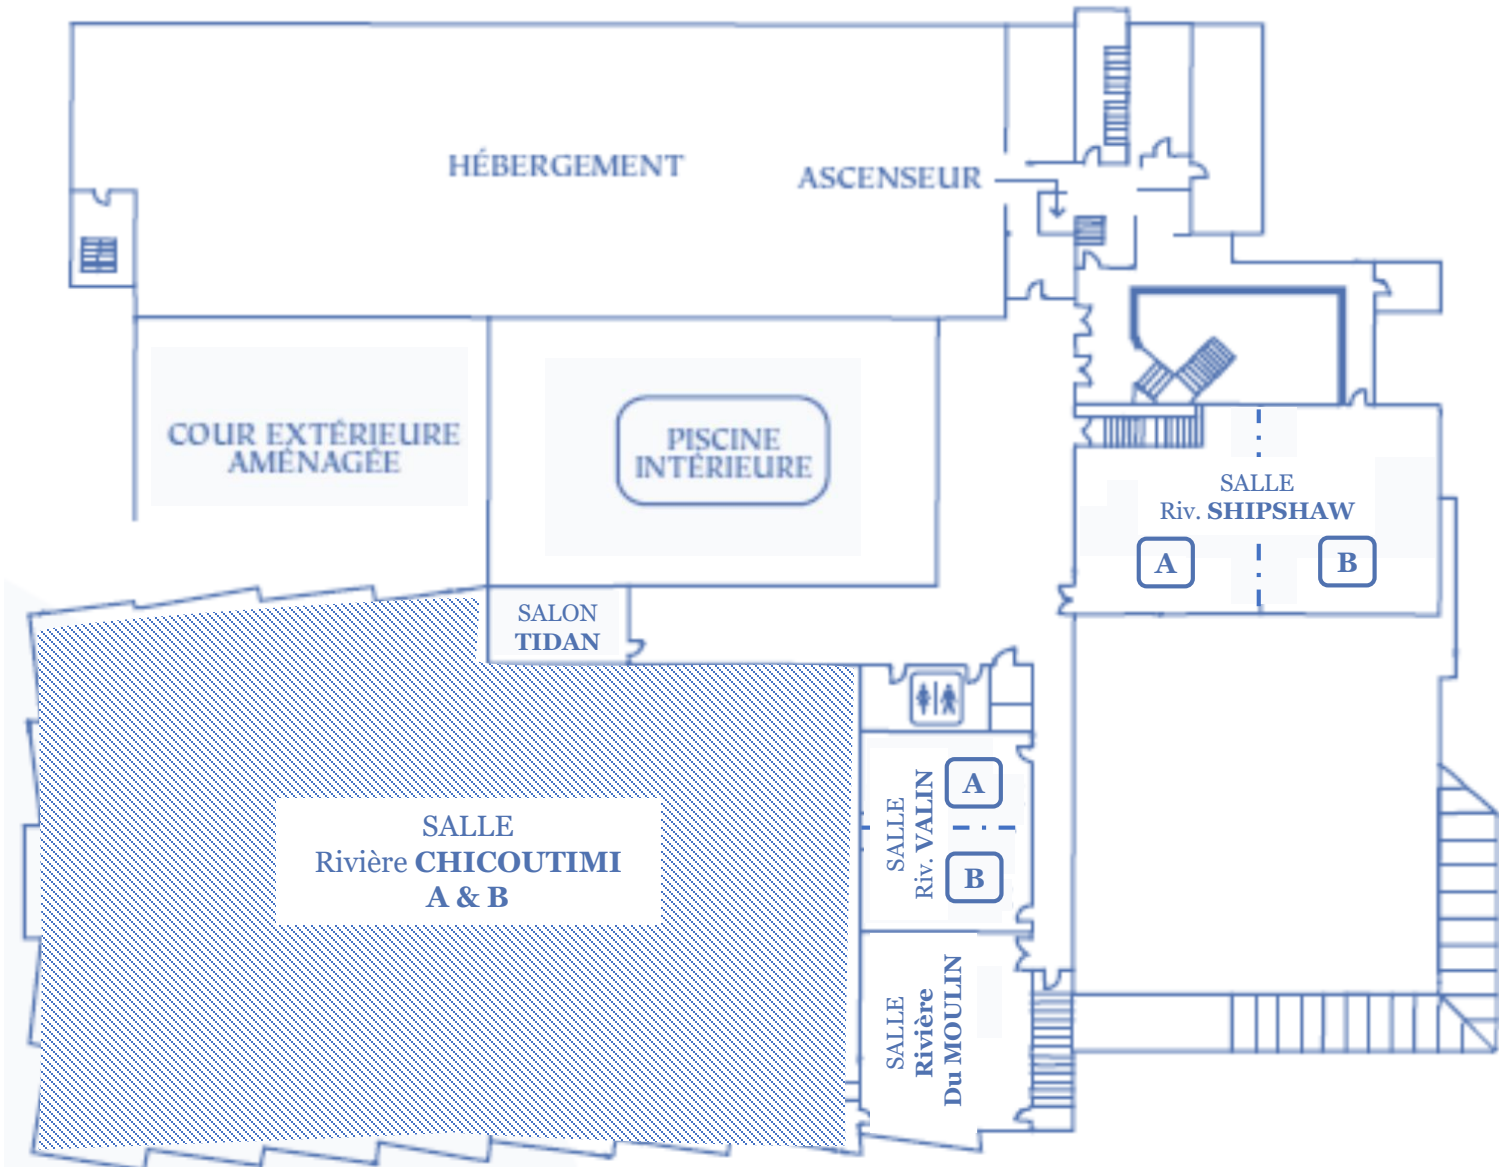 HÉBERGEMENT
ASCENSEUR
COUR EXTÉRIEURE
AMÉNAGÉE
PISCINE
INTÉRIEURE
SALLE
Riv. SHIPSHAW
A
B
SALON
TIDAN
SALLE
Rivière CHICOUTIMI
A & B
SALLE
Riv. VALIN
A
B
SALLE
Rivière
Du MOULIN